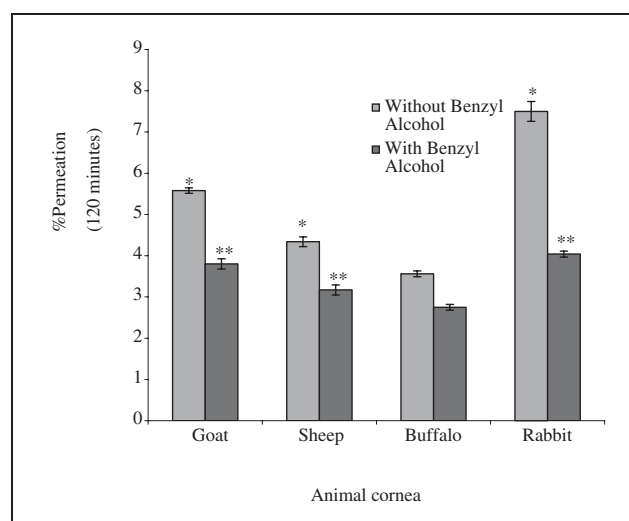 9
8
7
6
5
4
3
2
1
0
%Permeation
(120 minutes)
Without Benzyl
Alcohol
With Benzyl
Alcohol
*
**
*
**
*
**
Goat Sheep Buffalo Rabbit
Animal cornea